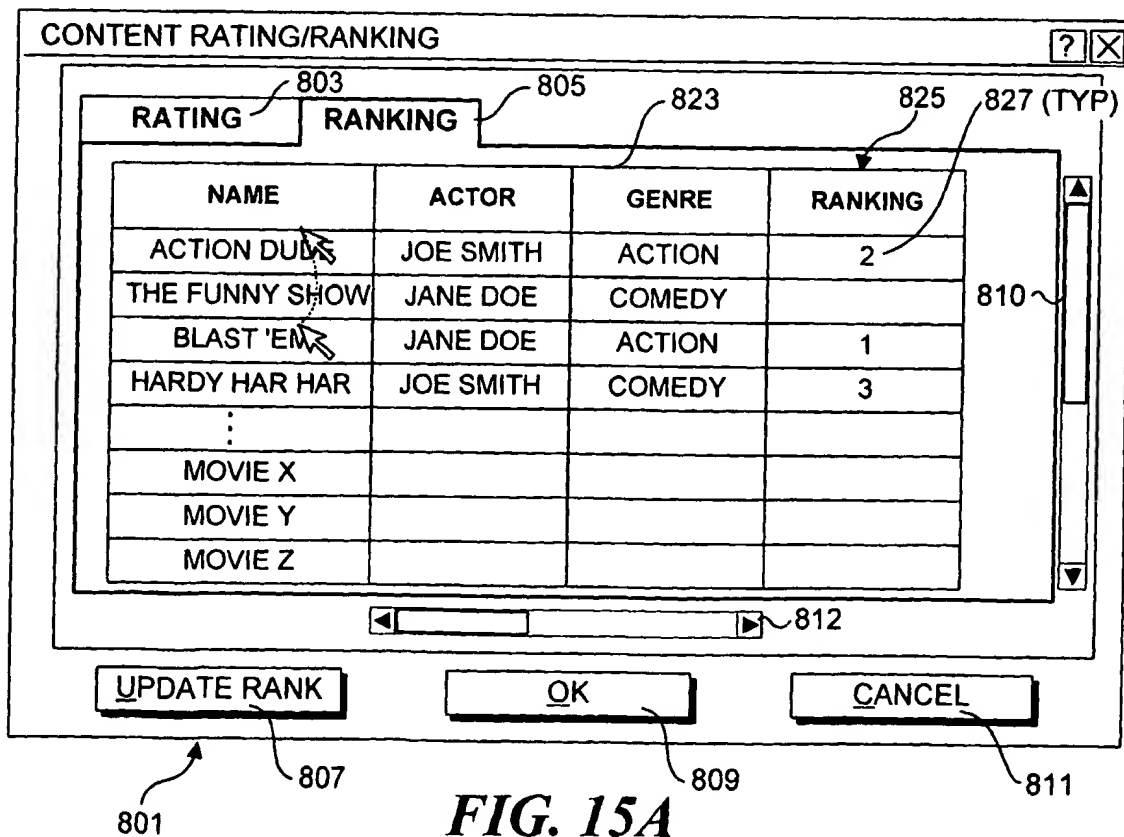 CONTENT RATING/RANKING ?
803 805 823 825 827 (TYP)
RATING RANKING
NAME ACTOR GENRE RANKING
ACTION DUDE JOE SMITH ACTION 2
THE FUNNY SHOW JANE DOE COMEDY
810
BLAST 'EM JANE DOE ACTION 1
HARDY HAR HAR JOE SMITH COMEDY 3
⋮
MOVIE X
MOVIE Y
MOVIE Z
812
UPDATE RANK OK CANCEL
807 809 811
801
FIG. 15A